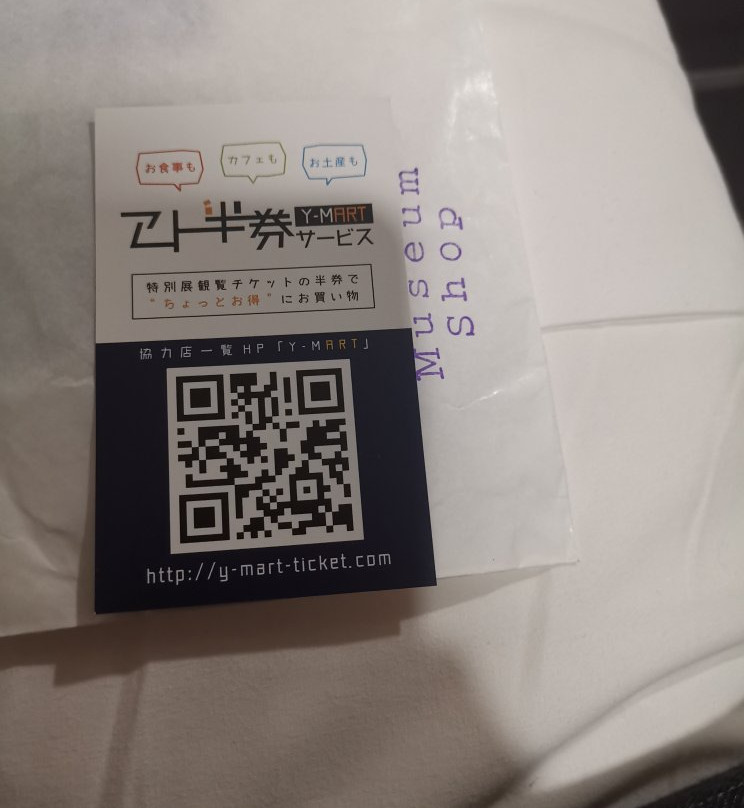 お食事も
カフェも
お土産も
アド半券 Y-MART
サービス
特別展観覧チケットの半券で
"ちょっとお得"にお買い物
協力店一覧HP「Y-MART」
http://y-mart-ticket.com
Museum
Shop